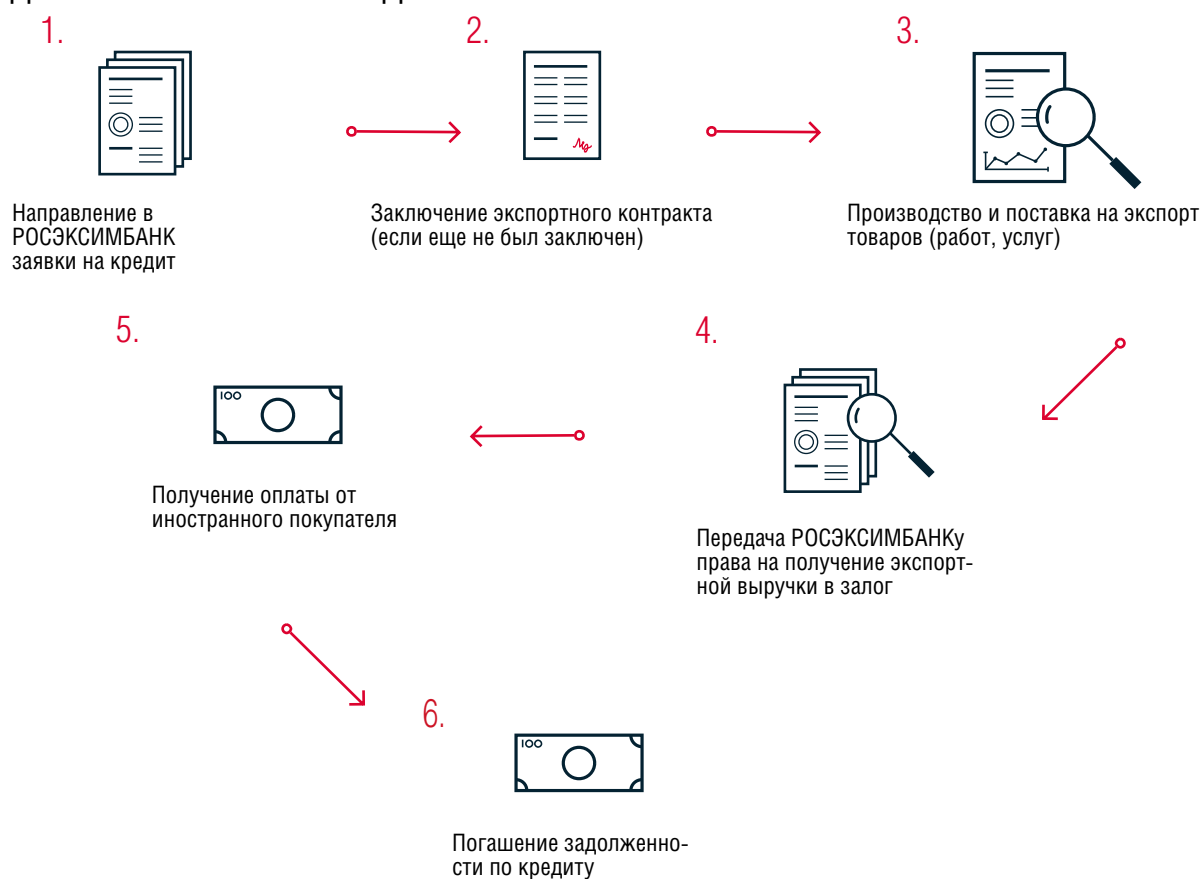 1.
Направление в
РОСЭКСИМБАНК
заявки на кредит
2.
Заключение экспортного контракта
(если еще не был заключен)
3.
Производство и поставка на экспорт
товаров (работ, услуг)
4.
100
Передача РОСЭКСИМБАНКу
права на получение экспорт-
ной выручки в залог
5.
Получение оплаты от
иностранного покупателя
6.
100
Погашение задолженно-
сти по кредиту